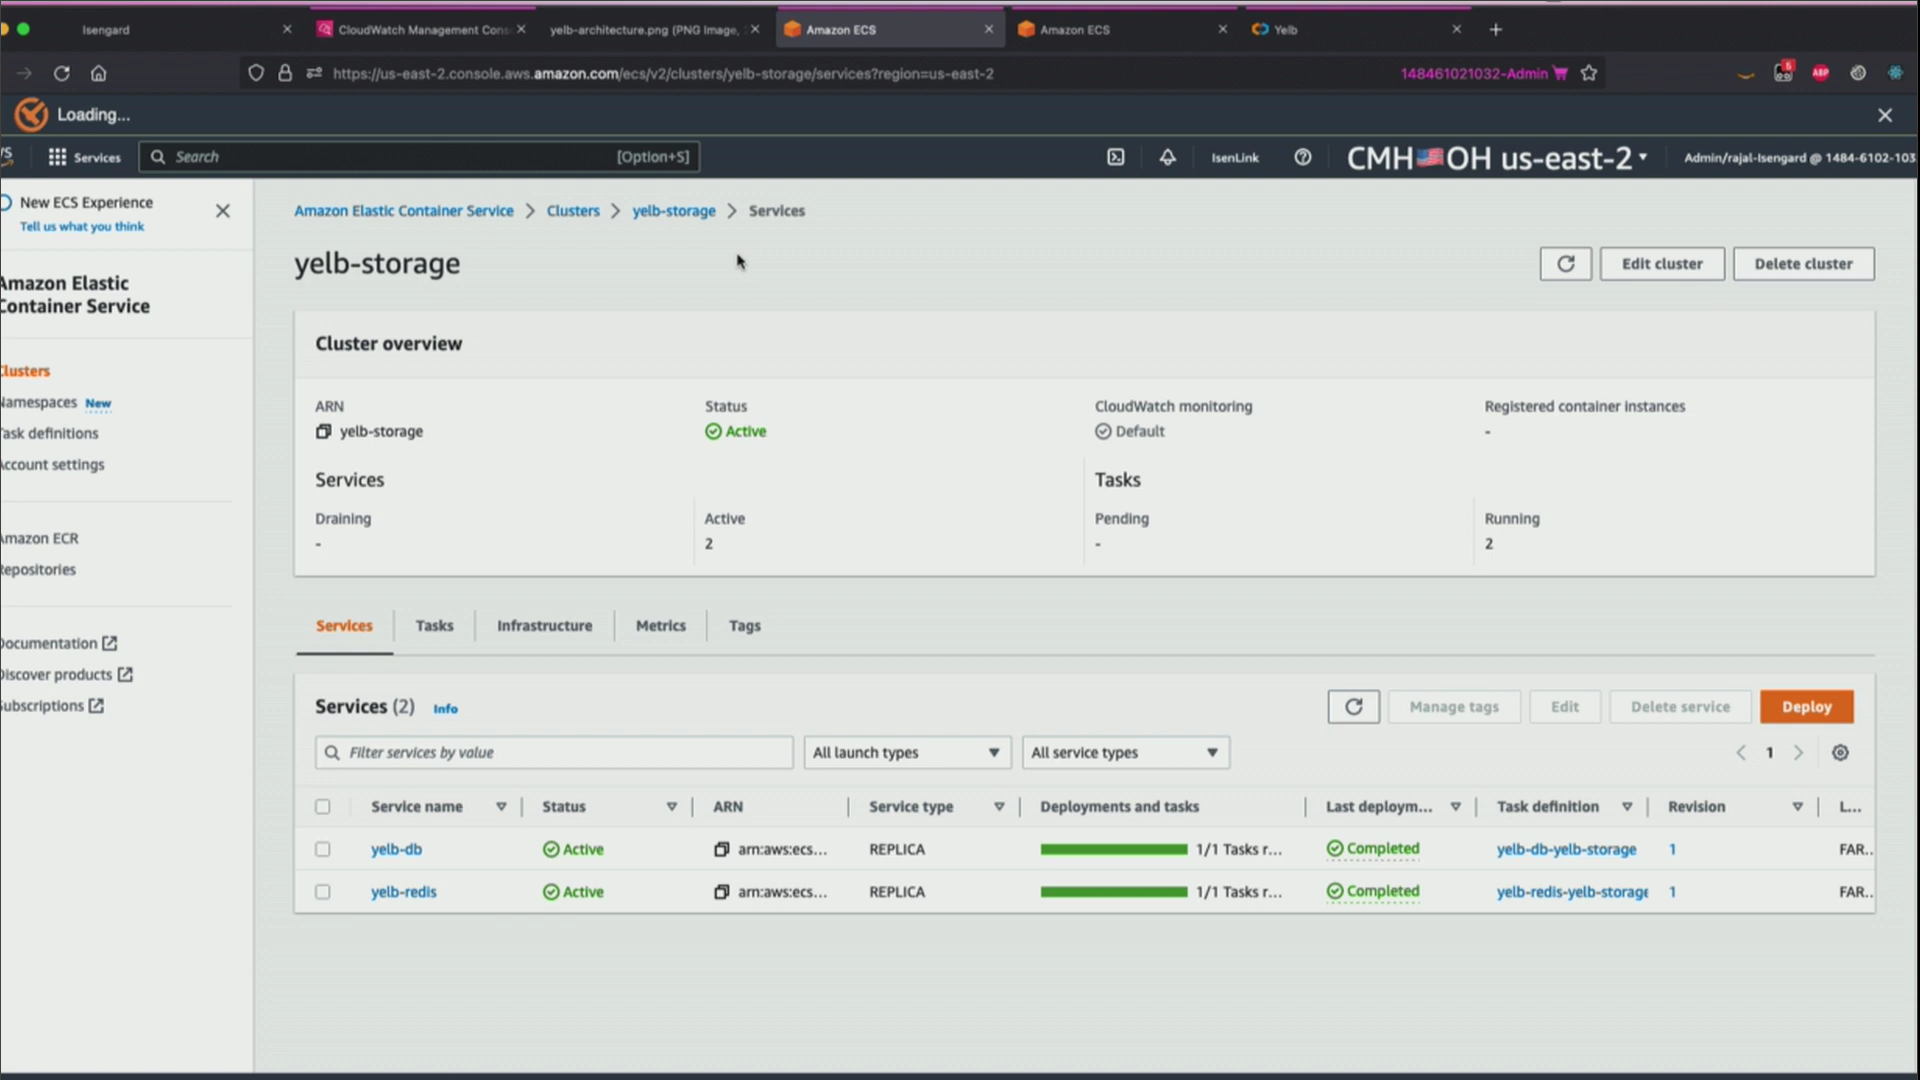 Isengard
CloudWatch Management Cons
yelb-architecture.png (PNG Image,
Amazon ECS
Amazon ECS
Yelb
https://us-east-2.console.aws.amazon.com/ecs/v2/clusters/yelb-storage/services?region=us-east-2
148461021032-Admin
5
ABP
Loading...
Services
Search
[Option+S]
IsenLink
CMH🇺🇸OH us-east-2
Admin/rajal-Isengard @ 1484-6102-103
New ECS Experience
Tell us what you think
Amazon Elastic
Container Service
Clusters
Namespaces New
Task definitions
Account settings
Amazon ECR
Repositories
Documentation
Discover products
Subscriptions
Amazon Elastic Container Service > Clusters > yelb-storage > Services
yelb-storage
Edit cluster
Delete cluster
Cluster overview
ARN
yelb-storage
Status
Active
CloudWatch monitoring
Default
Registered container instances
-
Services
Tasks
Draining
-
Active
2
Pending
-
Running
2
Services
Tasks
Infrastructure
Metrics
Tags
Services (2) Info
Manage tags
Edit
Delete service
Deploy
Filter services by value
All launch types
All service types
1
Service name
Status
ARN
Service type
Deployments and tasks
Last deploym...
Task definition
Revision
L...
yelb-db
Active
arn:aws:ecs...
REPLICA
1/1 Tasks r...
Completed
yelb-db-yelb-storage
1
FAR...
yelb-redis
Active
arn:aws:ecs...
REPLICA
1/1 Tasks r...
Completed
yelb-redis-yelb-storage
1
FAR...